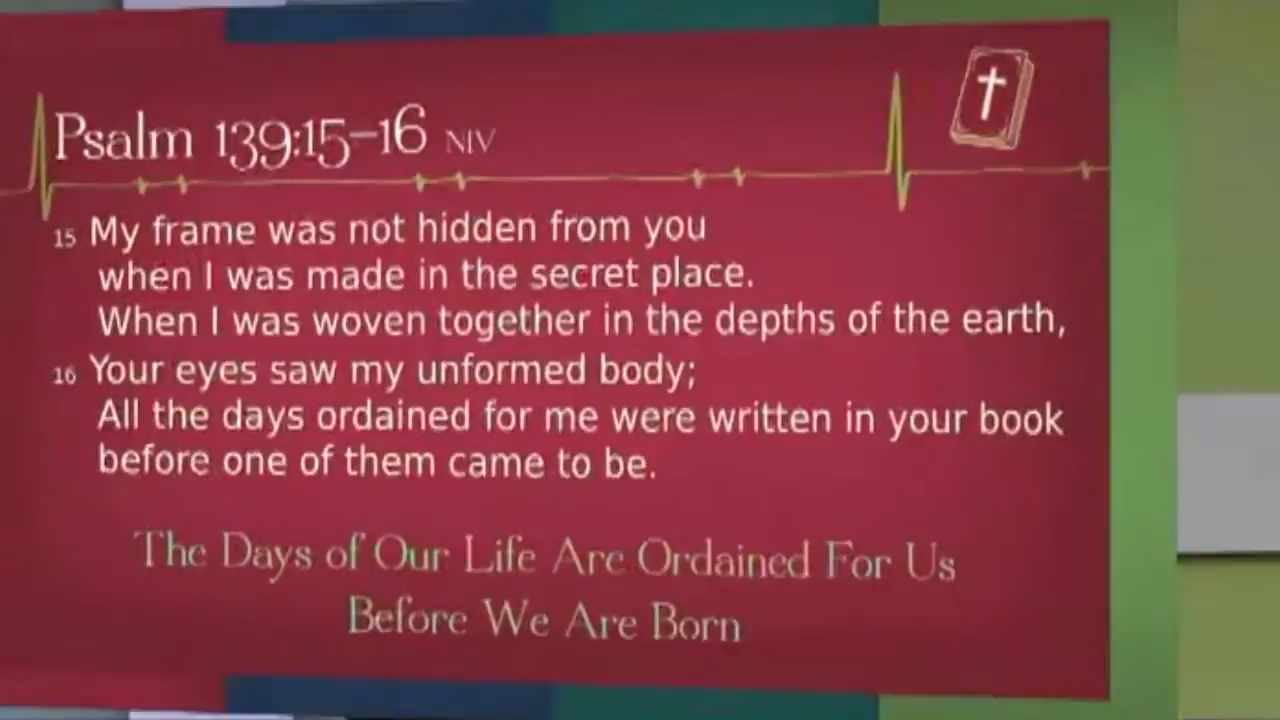 Psalm 139:15–16 NIV
15 My frame was not hidden from you
when I was made in the secret place.
When I was woven together in the depths of the earth,
16 Your eyes saw my unformed body;
All the days ordained for me were written in your book
before one of them came to be.
The Days of Our Life Are Ordained For Us
Before We Are Born